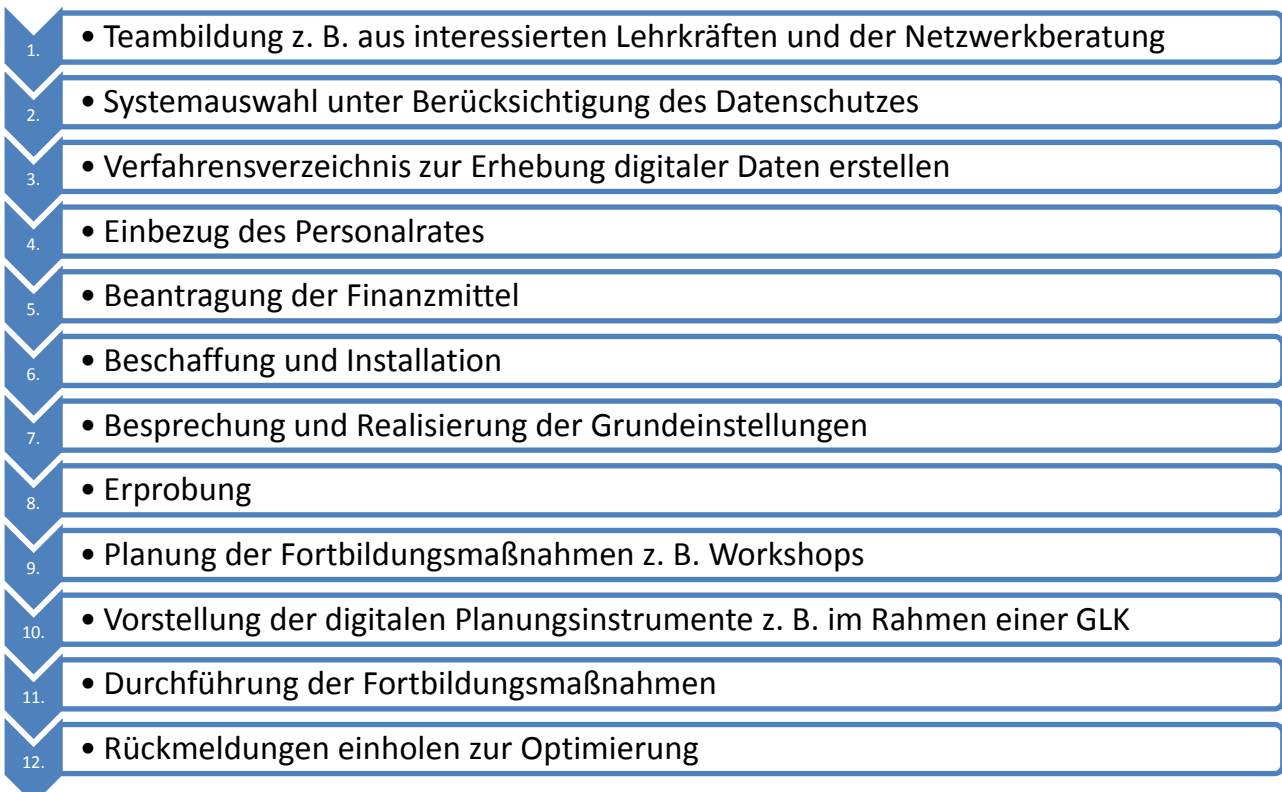 1. • Teambildung z. B. aus interessierten Lehrkräften und der Netzwerkberatung
2. • Systemauswahl unter Berücksichtigung des Datenschutzes
3. • Verfahrensverzeichnis zur Erhebung digitaler Daten erstellen
4. • Einbezug des Personalrates
5. • Beantragung der Finanzmittel
6. • Beschaffung und Installation
7. • Besprechung und Realisierung der Grundeinstellungen
8. • Erprobung
9. • Planung der Fortbildungsmaßnahmen z. B. Workshops
10. • Vorstellung der digitalen Planungsinstrumente z. B. im Rahmen einer GLK
11. • Durchführung der Fortbildungsmaßnahmen
12. • Rückmeldungen einholen zur Optimierung